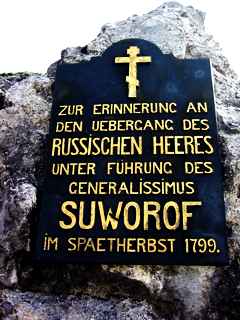 ZUR ERINNERUNG AN
DEN UEBERGANG DES
RUSSISCHEN HEERES
UNTER FÜHRUNG DES
GENERALISSIMUS
SUWOROF
IM SPAETHERBST 1799.